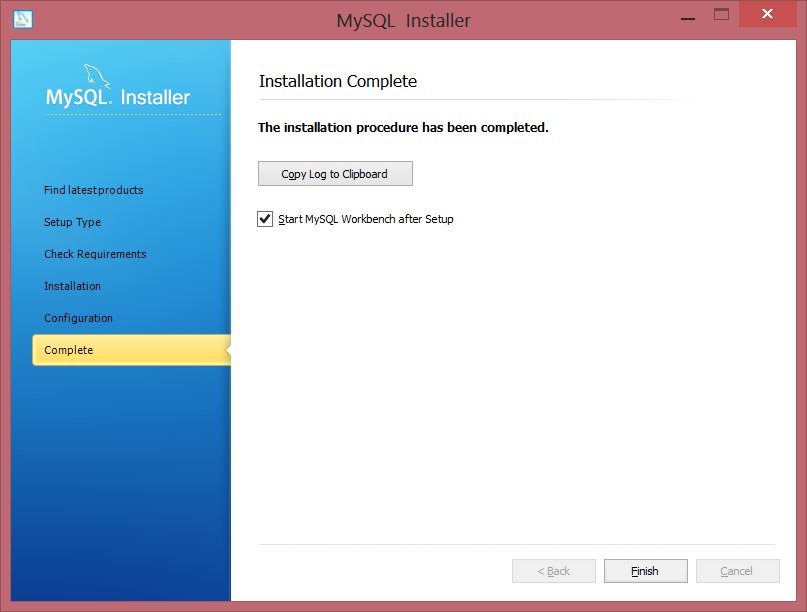 MySQL Installer
MySQL. Installer
Find latest products
Setup Type
Check Requirements
Installation
Configuration
Complete
Installation Complete
The installation procedure has been completed.
Copy Log to Clipboard
Start MySQL Workbench after Setup
< Back
Finish
Cancel